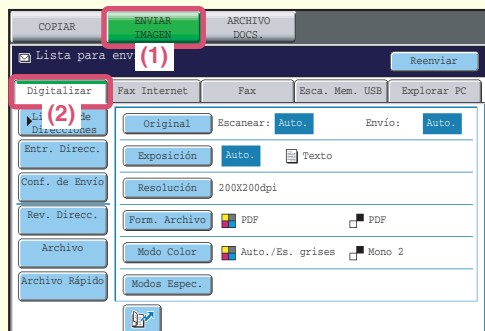 COPIAR
ENVIAR
IMAGEN
ARCHIVO
DOCS.
(1)
Lista para
Reenviar
Digitalizar
Fax Internet
Fax
Esca. Mem. USB
Explorar PC
(2)
Direcciones
Original
Escanear: Auto.
Envío: Auto.
Entr. Direcc.
Exposición
Auto.
Texto
Conf. de Envío
Resolución
200X200dpi
Rev. Direcc.
Form. Archivo
PDF
PDF
Archivo
Modo Color
Auto./Es. grises
Mono 2
Archivo Rápido
Modos Espec.